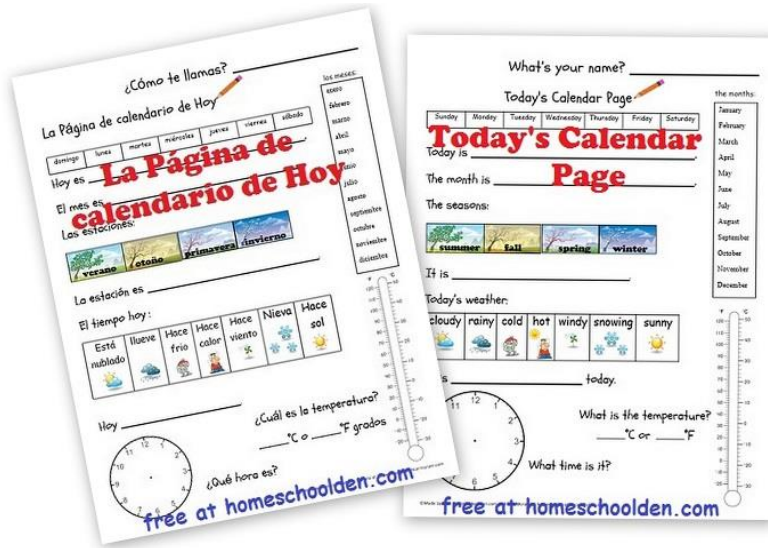 ¿Cómo te llamas?
La Página de calendario de Hoy
domingo lunes martes miércoles jueves viernes sábado
Hoy es
El mes es
La Página de
calendario de Hoy
Las estaciones:
verano otoño primavera invierno
La estación es
El tiempo hoy:
Está nublado llueve Hace frio Hace calor Hace viento Nieva Hace sol
Hoy
¿Cuál es la temperatura?
°C o °F grados
¿Qué hora es?
los meses:
enero
febrero
marzo
abril
mayo
junio
julio
agosto
septiembre
octubre
noviembre
diciembre
free at homeschoolden.com
What's your name?
Today's Calendar Page
Sunday Monday Tuesday Wednesday Thursday Friday Saturday
Today is
The month is
Today's Calendar
Page
The seasons:
summer fall spring winter
It is
Today's weather:
cloudy rainy cold hot windy snowing sunny
today.
What is the temperature?
°C or °F
What time is it?
the months:
January
February
March
April
May
June
July
August
September
October
November
December
free at homeschoolden.com